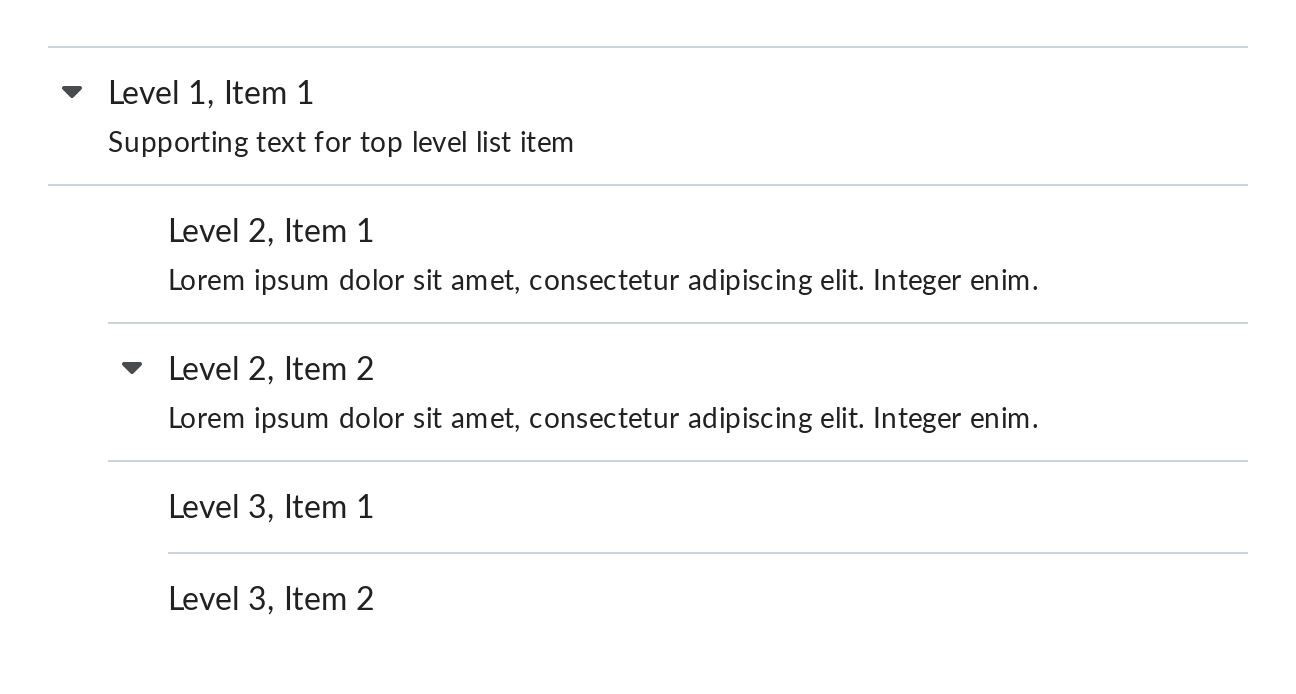 Level 1, Item 1
Supporting text for top level list item
Level 2, Item 1
Lorem ipsum dolor sit amet, consectetur adipiscing elit. Integer enim.
Level 2, Item 2
Lorem ipsum dolor sit amet, consectetur adipiscing elit. Integer enim.
Level 3, Item 1
Level 3, Item 2